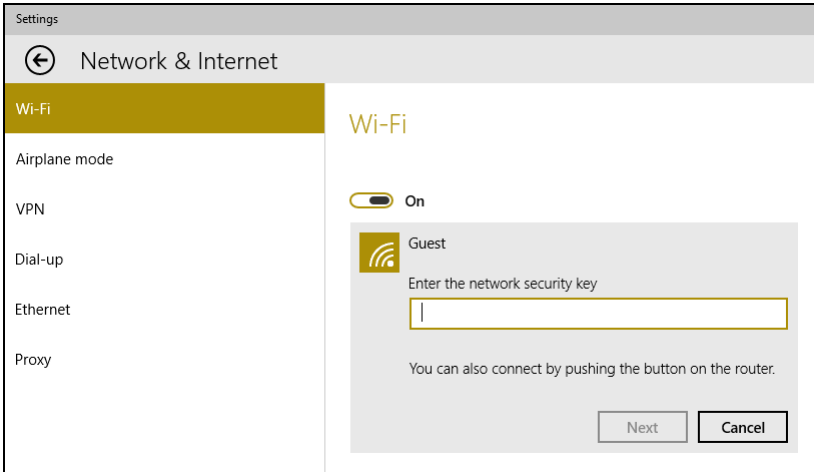 Settings
Network & Internet
Wi-Fi
Airplane mode
VPN
Dial-up
Ethernet
Proxy
Wi-Fi
On
Guest
Enter the network security key
You can also connect by pushing the button on the router.
Next
Cancel